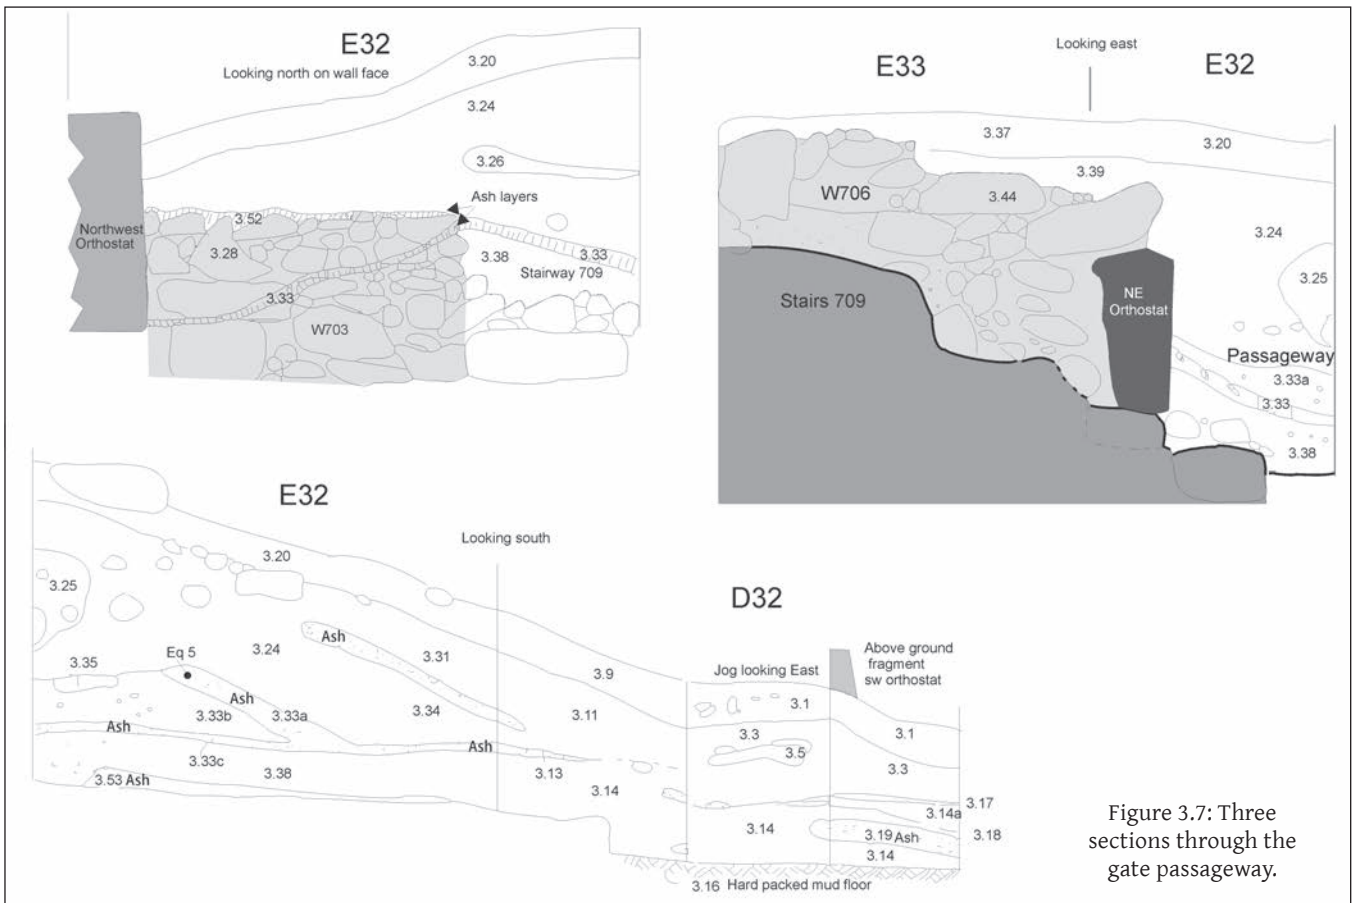 E32
Looking north on wall face
3.20
3.24
3.26
Ash layers
3.52
Northwest
Orthostat
3.28
3.38
3.33
Stairway 709
3.33
W703
Looking east
E33
E32
3.37
3.20
3.39
W706
3.44
3.24
3.25
Stairs 709
NE
Orthostat
Passageway
3.33a
3.33
3.38
E32
Looking south
3.20
3.25
D32
Ash
Above ground
fragment
sw orthostat
Eq 5
3.24
3.31
3.35
3.9
Jog looking East
Ash
3.1
3.33b
3.33a
3.34
3.11
3.1
Ash
3.3
Ash
3.5
3.33c
3.38
3.13
3.3
3.53 Ash
3.14
3.17
3.14a
3.14
3.19 Ash
3.18
3.14
3.16 Hard packed mud floor
Figure 3.7: Three
sections through the
gate passageway.